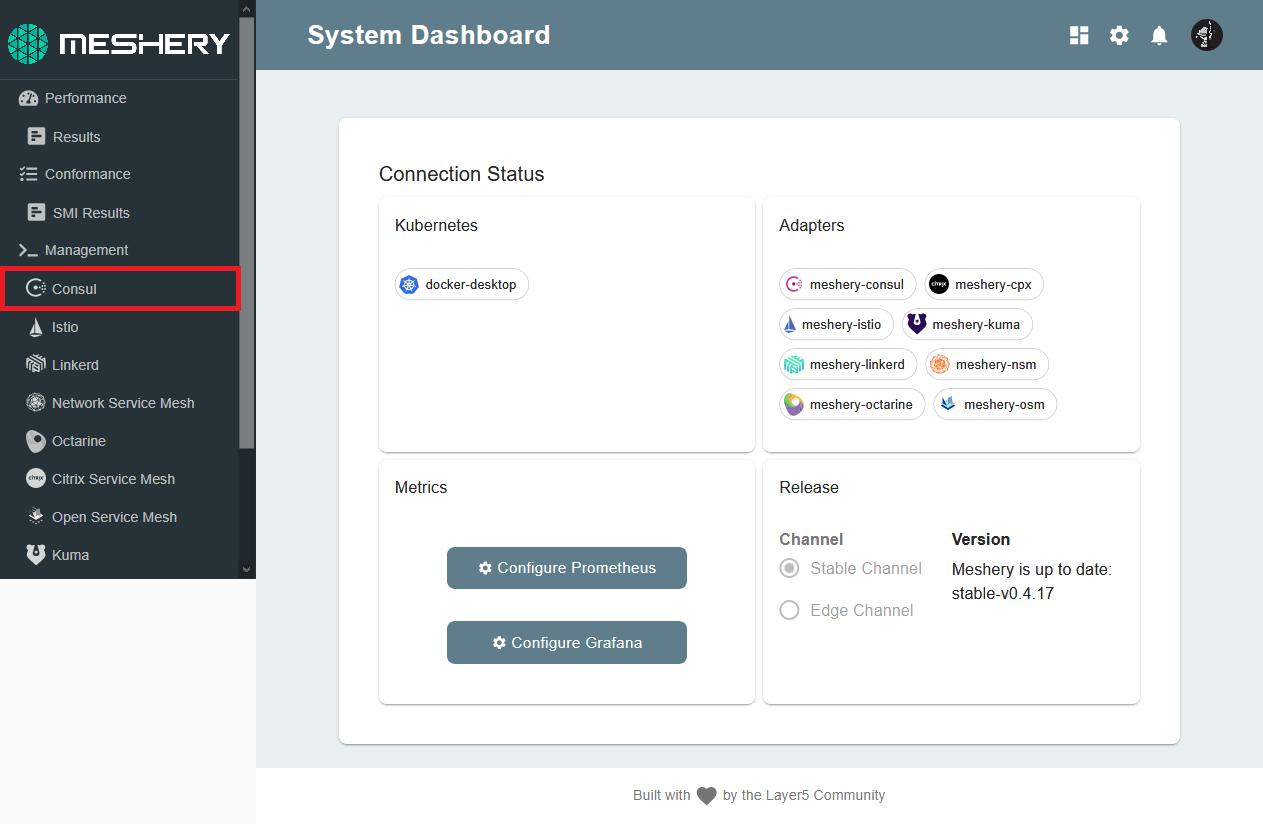 MESHERY
Performance
Results
Conformance
SMI Results
Management
Consul
Istio
Linkerd
Network Service Mesh
Octarine
Citrix Service Mesh
Open Service Mesh
Kuma
System Dashboard
Connection Status
Kubernetes
docker-desktop
Adapters
meshery-consul
citrix meshery-cpx
meshery-istio
meshery-kuma
meshery-linkerd
meshery-nsm
meshery-octarine
meshery-osm
Metrics
Configure Prometheus
Configure Grafana
Release
Channel
Stable Channel
Edge Channel
Version
Meshery is up to date:
stable-v0.4.17
Built with by the Layer5 Community